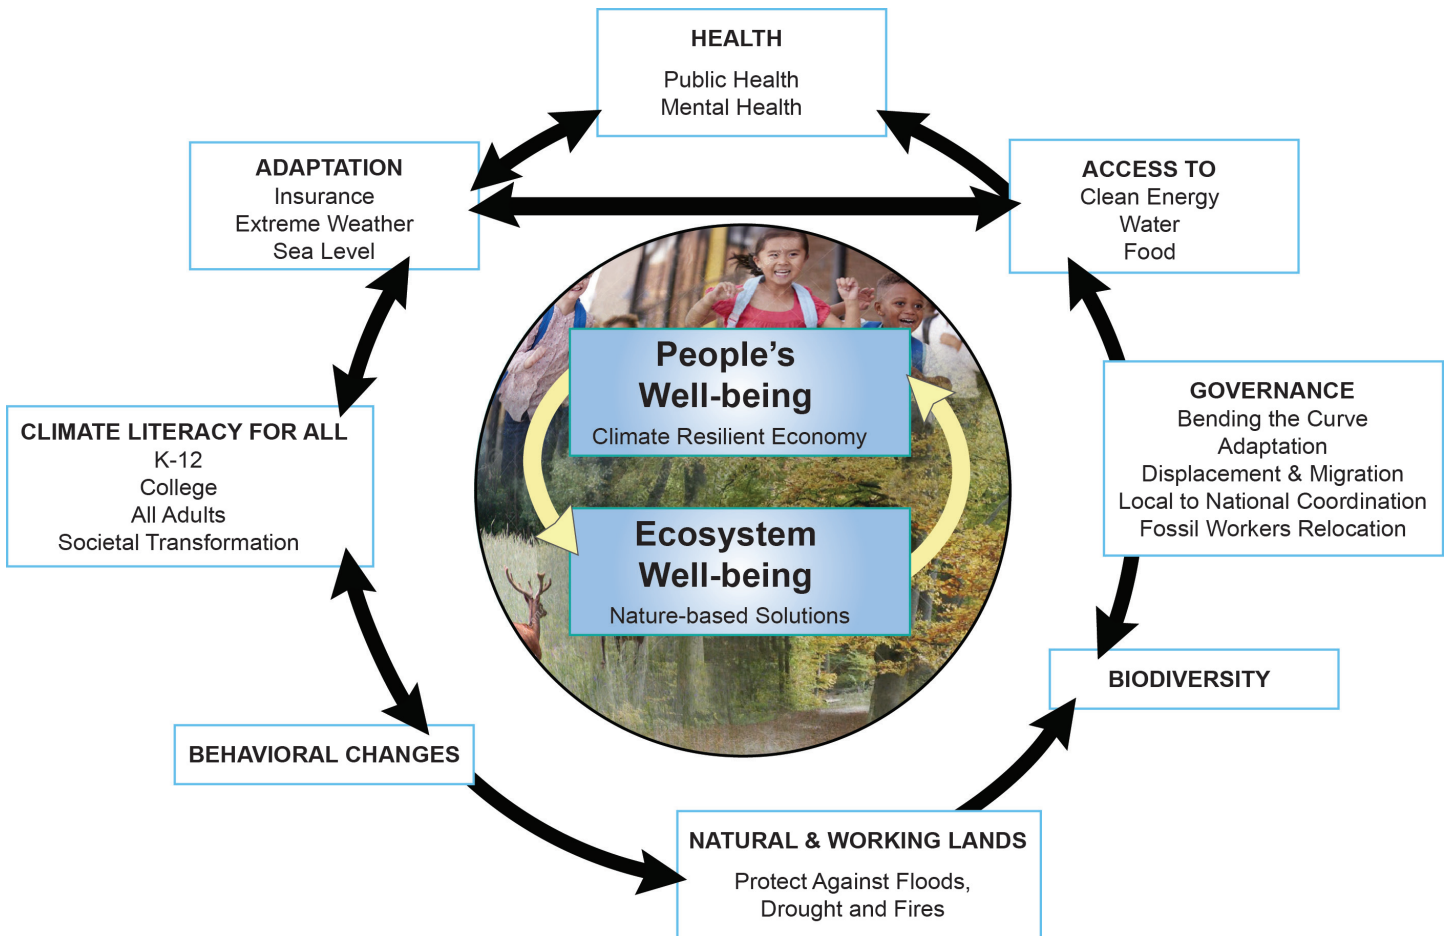 HEALTH
Public Health
Mental Health
ADAPTATION
Insurance
Extreme Weather
Sea Level
ACCESS TO
Clean Energy
Water
Food
People’s
Well-being
Climate Resilient Economy
GOVERNANCE
Bending the Curve
Adaptation
Displacement & Migration
Local to National Coordination
Fossil Workers Relocation
CLIMATE LITERACY FOR ALL
K-12
College
All Adults
Societal Transformation
Ecosystem
Well-being
Nature-based Solutions
BIODIVERSITY
BEHAVIORAL CHANGES
NATURAL & WORKING LANDS
Protect Against Floods,
Drought and Fires